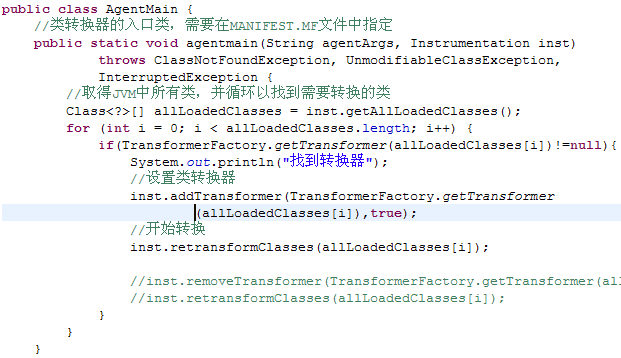 public class AgentMain {
//类转换器的入口类，需要在MANIFEST.MF文件中指定
public static void agentmain(String agentArgs, Instrumentation inst)
throws ClassNotFoundException, UnmodifiableClassException,
InterruptedException {
//取得JVM中所有类，并循环以找到需要转换的类
Class<?>[] allLoadedClasses = inst.getAllLoadedClasses();
for (int i = 0; i < allLoadedClasses.length; i++) {
if(TransformerFactory.getTransformer(allLoadedClasses[i])!=null){
System.out.println("找到转换器");
//设置类转换器
inst.addTransformer(TransformerFactory.getTransformer
(allLoadedClasses[i]),true);
//开始转换
inst.retransformClasses(allLoadedClasses[i]);
//inst.removeTransformer(TransformerFactory.getTransformer(al
//inst.retransformClasses(allLoadedClasses[i]);
}
}
}